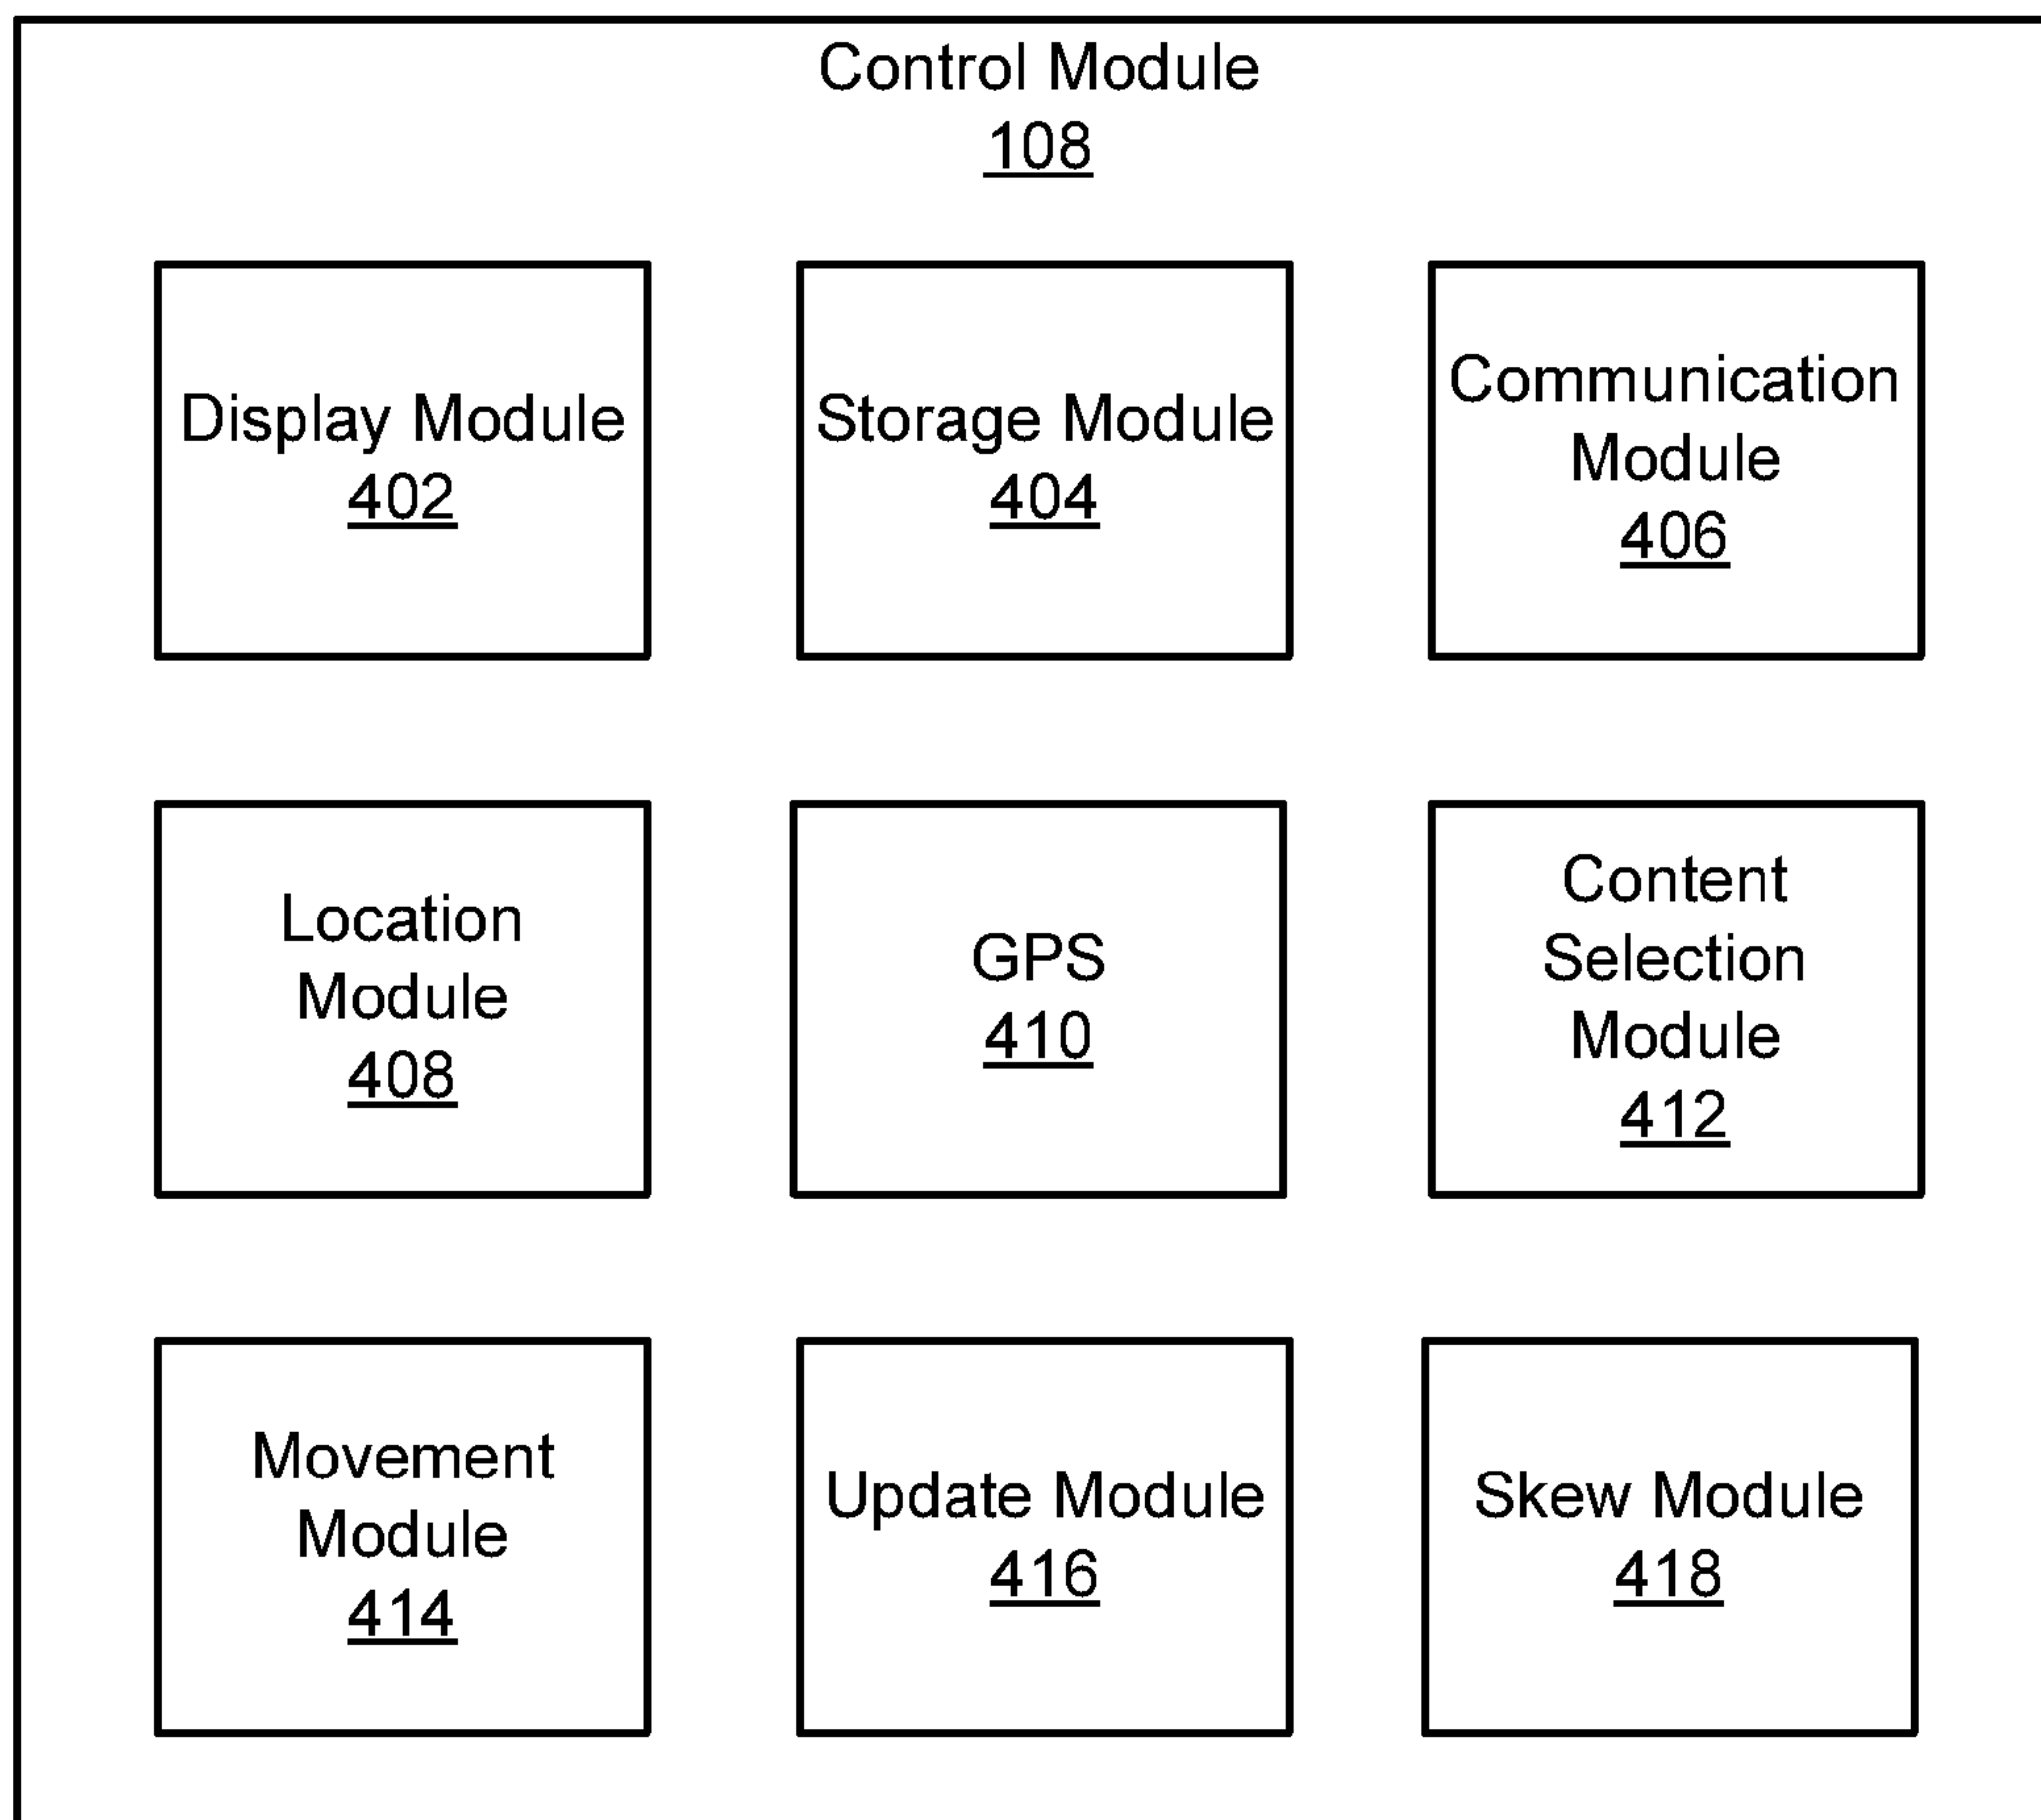 Control Module
108
Display Module
402
Storage Module
404
Communication
Module
406
Location
Module
408
GPS
410
Content
Selection
Module
412
Movement
Module
414
Update Module
416
Skew Module
418